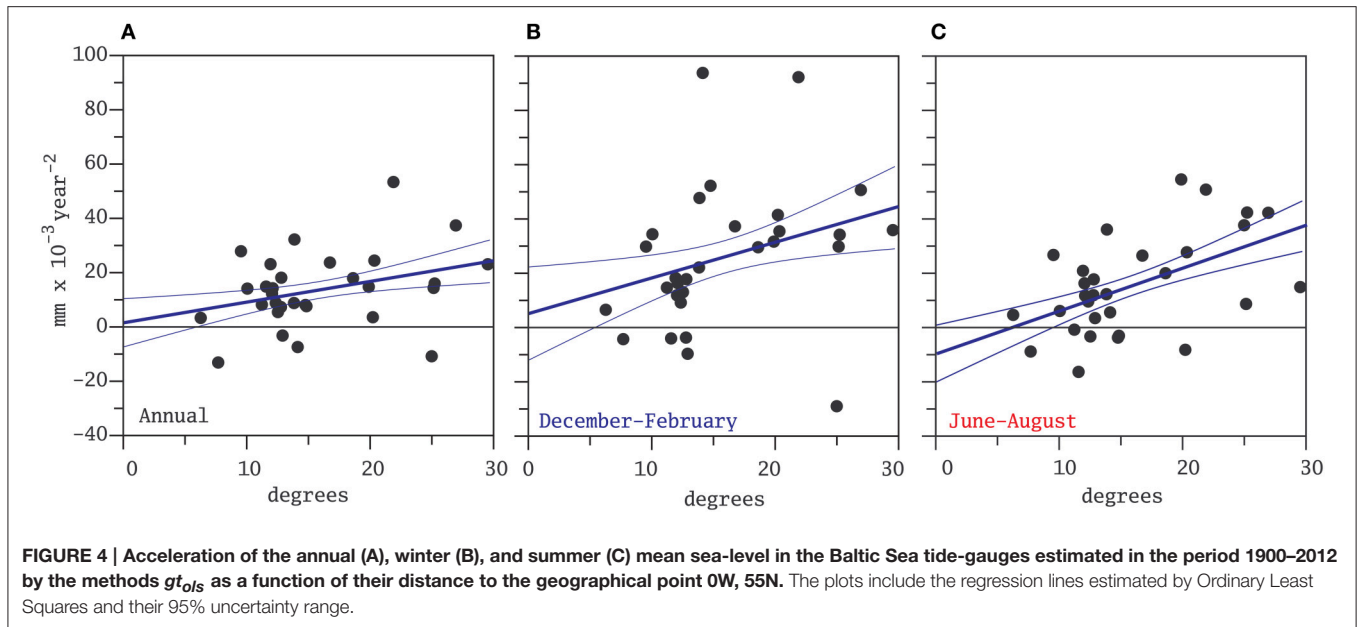 A B C
100
80
60
40
20
0
−20
−40
mm x 10⁻³ year⁻²
Annual
December−February
June−August
0 10 20 30 0 10 20 30 0 10 20 30
degrees degrees degrees
FIGURE 4 | Acceleration of the annual (A), winter (B), and summer (C) mean sea-level in the Baltic Sea tide-gauges estimated in the period 1900–2012
by the methods gt_ols as a function of their distance to the geographical point 0W, 55N. The plots include the regression lines estimated by Ordinary Least
Squares and their 95% uncertainty range.